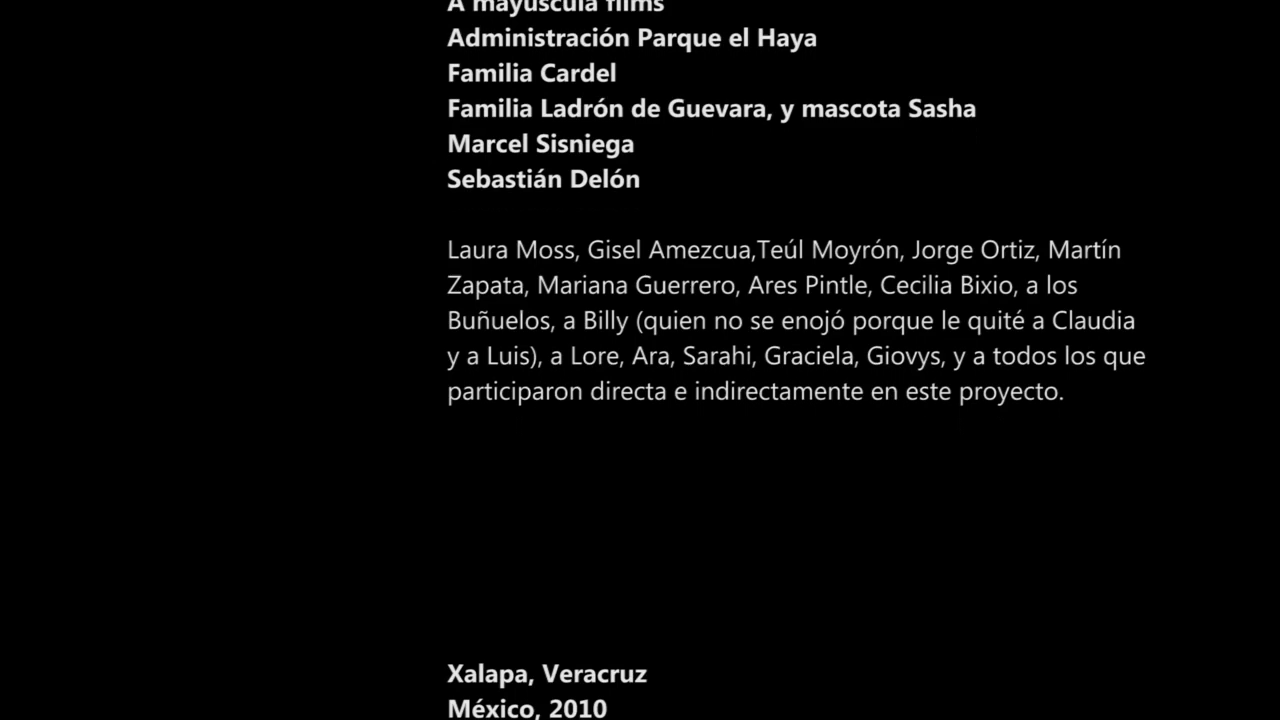 A mayúscula films
Administración Parque el Haya
Familia Cardel
Familia Ladrón de Guevara, y mascota Sasha
Marcel Sisniega
Sebastián Delón
Laura Moss, Gisel Amezcua,Teúl Moyrón, Jorge Ortiz, Martín
Zapata, Mariana Guerrero, Ares Pintle, Cecilia Bixio, a los
Buñuelos, a Billy (quien no se enojó porque le quité a Claudia
y a Luis), a Lore, Ara, Sarahi, Graciela, Giovys, y a todos los que
participaron directa e indirectamente en este proyecto.
Xalapa, Veracruz
México, 2010